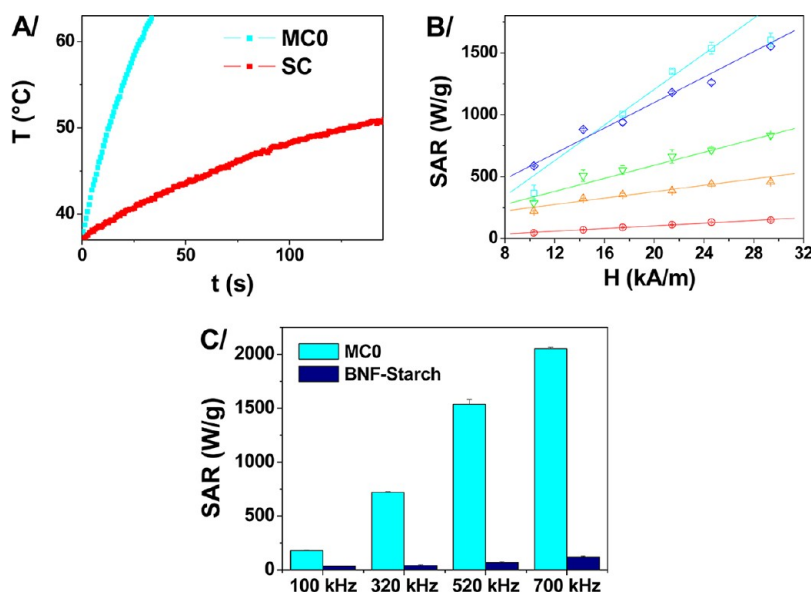 A/
60
50
40
T (°C)
MC0
SC
0
50
100
t (s)
B/
1500
1000
500
0
SAR (W/g)
8 12 16 20 24 28 32
H (kA/m)
C/
2000
1500
1000
500
0
SAR (W/g)
MC0
BNF-Starch
100 kHz 320 kHz 520 kHz 700 kHz